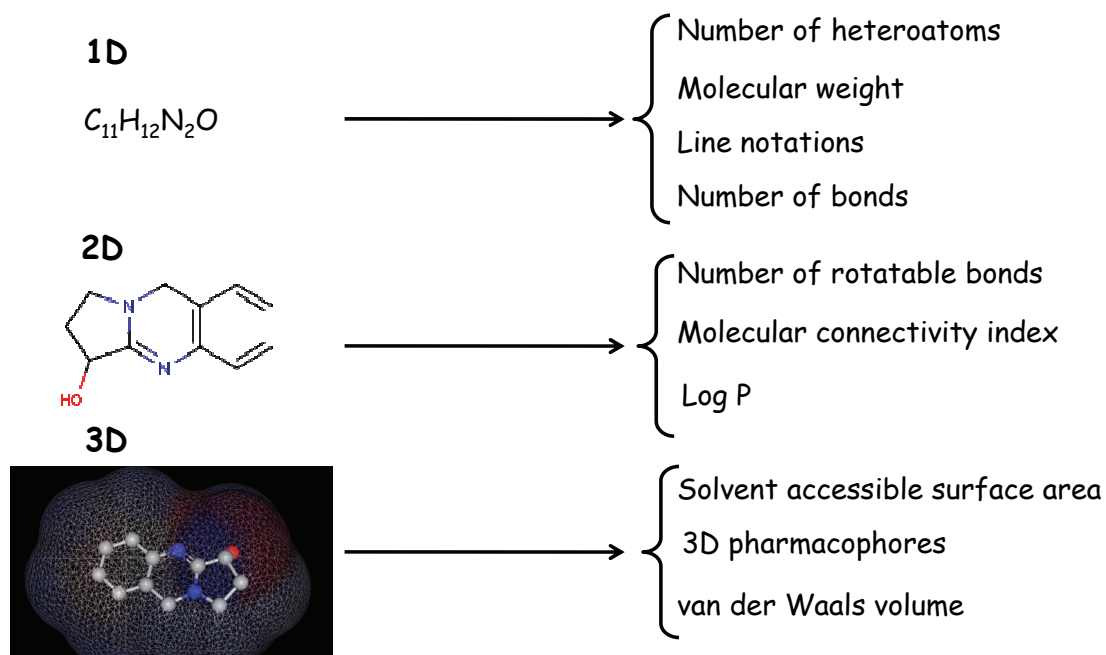 1D
C₁₁H₁₂N₂O
Number of heteroatoms
Molecular weight
Line notations
Number of bonds
2D
N
N
HO
Number of rotatable bonds
Molecular connectivity index
Log P
3D
Solvent accessible surface area
3D pharmacophores
van der Waals volume